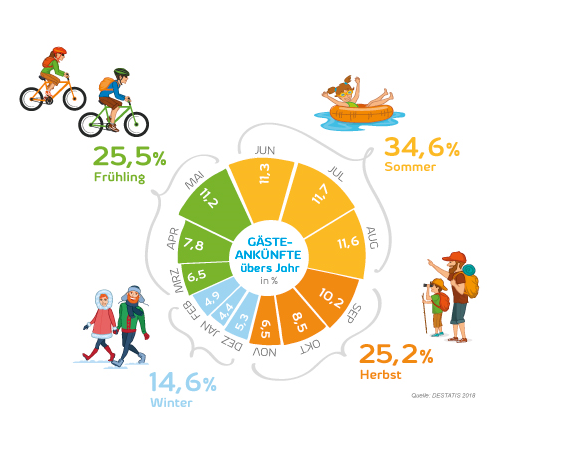 25,5%
Frühling
34,6%
Sommer
JUN
11,3
JUL
11,7
AUG
11,6
SEP
10,2
OKT
8,5
NOV
6,5
DEZ
5,3
JAN
4,4
FEB
4,9
MRZ
6,5
APR
7,8
MAI
11,2
GÄSTE-
ANKÜNFTE
übers Jahr
in %
25,2%
Herbst
14,6%
Winter
Quelle: DESTATIS 2018